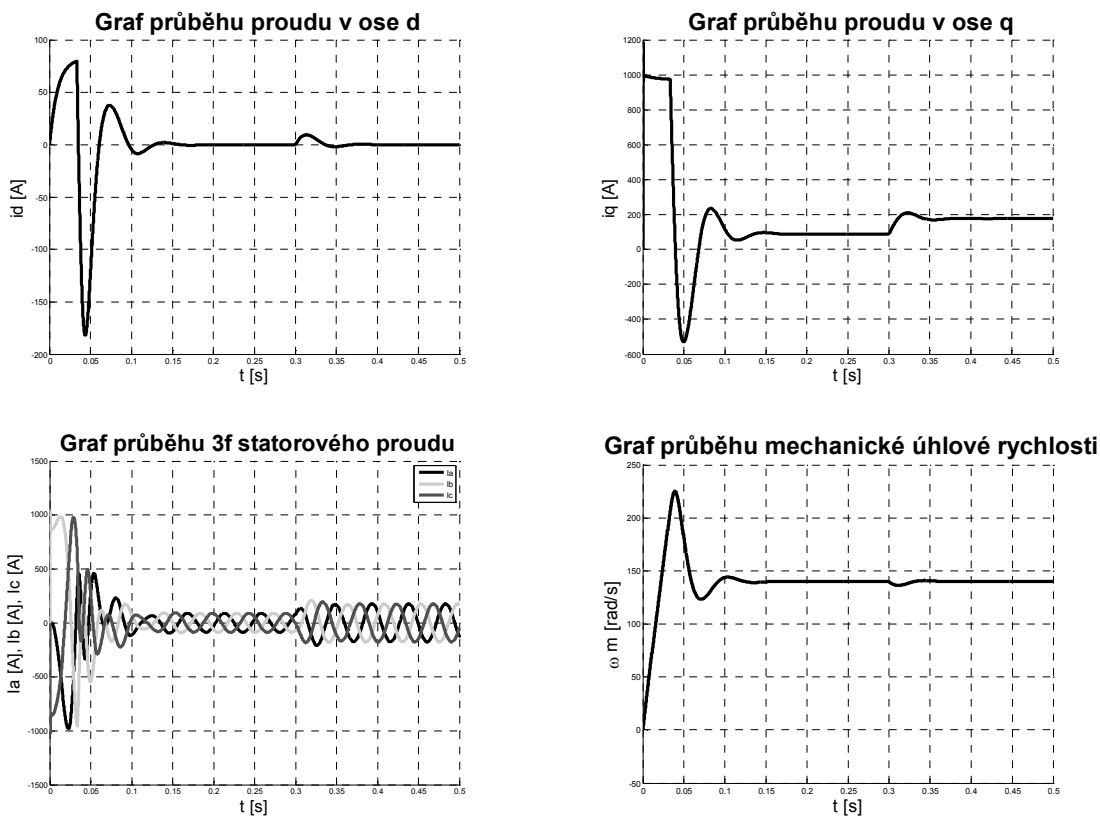 Graf průběhu proudu v ose d
100
50
0
-50
-100
-150
-200
id [A]
0 0.05 0.1 0.15 0.2 0.25 0.3 0.35 0.4 0.45 0.5
t [s]
Graf průběhu proudu v ose q
1200
1000
800
600
400
200
0
-200
-400
-600
iq [A]
0 0.05 0.1 0.15 0.2 0.25 0.3 0.35 0.4 0.45 0.5
t [s]
Graf průběhu 3f statorového proudu
1500
1000
500
0
-500
-1000
-1500
Ia [A], Ib [A], Ic [A]
Ia
Ib
Ic
0 0.05 0.1 0.15 0.2 0.25 0.3 0.35 0.4 0.45 0.5
t [s]
Graf průběhu mechanické úhlové rychlosti
250
200
150
100
50
0
-50
ω m [rad/s]
0 0.05 0.1 0.15 0.2 0.25 0.3 0.35 0.4 0.45 0.5
t [s]